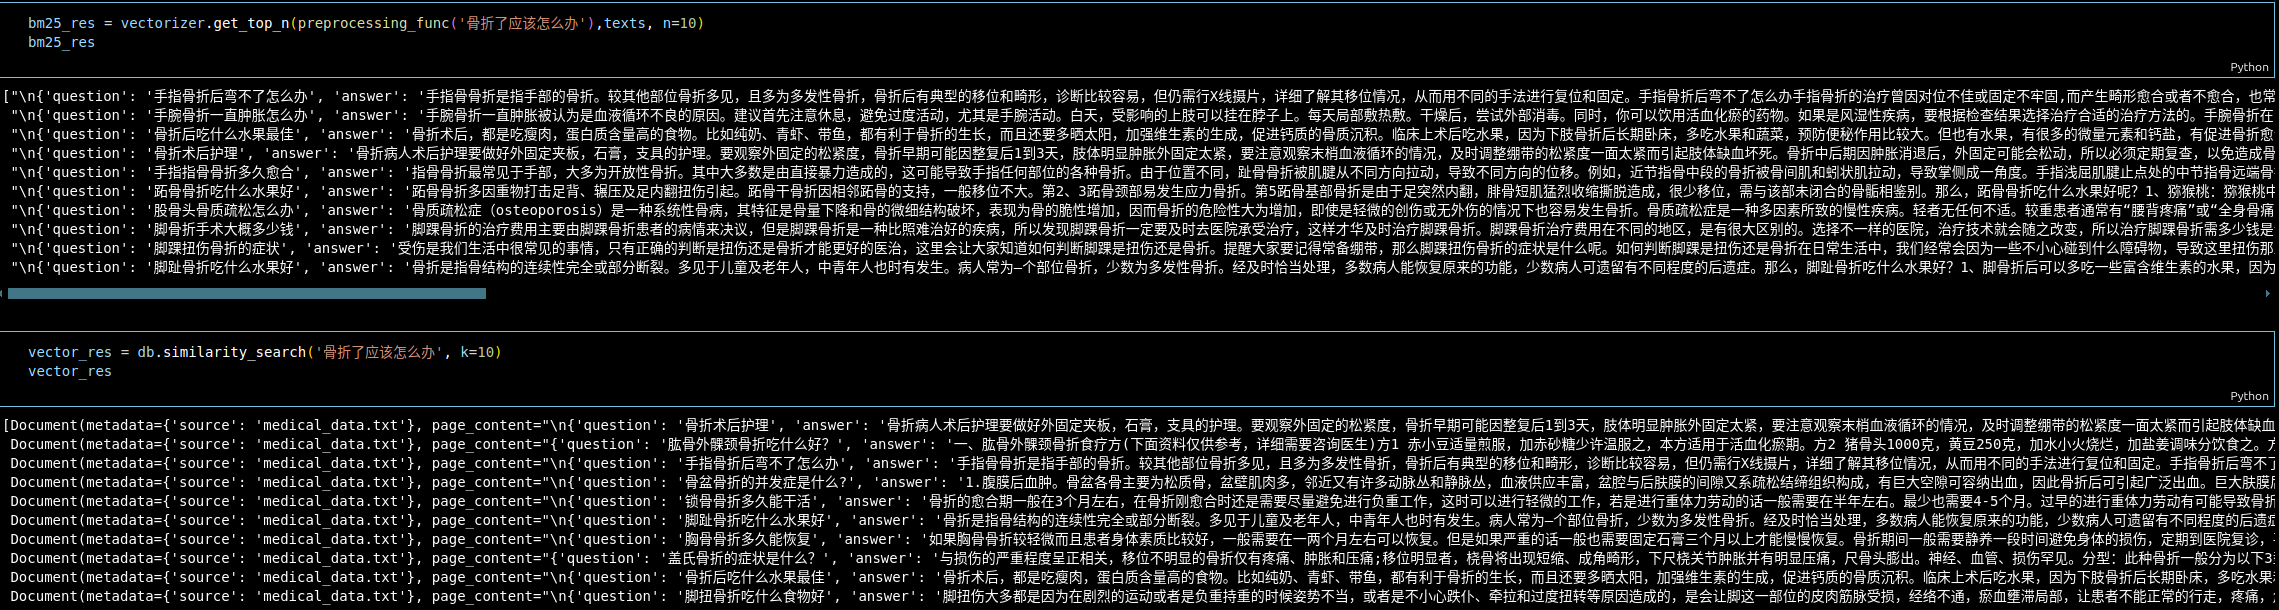 bm25_res = vectorizer.get_top_n(preprocessing_func('骨折了应该怎么办'),texts, n=10)
bm25_res
Python
["\n{'question': '手指骨折后弯不了怎么办', 'answer': '手指骨骨折是指手部的骨折。较其他部位骨折多见，且多为多发性骨折，骨折后有典型的移位和畸形，诊断比较容易，但仍需行X线摄片，详细了解其移位情况，从而用不同的手法进行复位和固定。手指骨折后弯不了怎么办手指骨折的治疗曾因对位不佳或固定不牢固,而产生畸形愈合或者不愈合，也常
"\n{'question': '手腕骨折一直肿胀怎么办', 'answer': '手腕骨折一直肿胀被认为是血液循环不良的原因。建议首先注意休息，避免过度活动，尤其是手腕活动。白天，受影响的上肢可以挂在脖子上。每天局部敷热敷。干燥后，尝试外部消毒。同时，你可以饮用活血化瘀的药物。如果是风湿性疾病，要根据检查结果选择治疗合适的治疗方法的。手腕骨折在
"\n{'question': '骨折后吃什么水果最佳', 'answer': '骨折术后，都是吃瘦肉，蛋白质含量高的食物。比如纯奶、青虾、带鱼，都有利于骨折的生长，而且还要多晒太阳，加强维生素的生成，促进钙质的骨质沉积。临床上术后吃水果，因为下肢骨折后长期卧床，多吃水果和蔬菜，预防便秘作用比较大。但也有水果，有很多的微量元素和钙盐，有促进骨折愈
"\n{'question': '骨折术后护理', 'answer': '骨折病人术后护理要做好外固定夹板，石膏，支具的护理。要观察外固定的松紧度，骨折早期可能因整复后1到3天，肢体明显肿胀外固定太紧，要注意观察末梢血液循环的情况，及时调整绷带的松紧度一面太紧而引起肢体缺血坏死。骨折中后期因肿胀消退后，外固定可能会松动，所以必须定期复查，以免造成骨
"\n{'question': '手指指骨骨折多久愈合', 'answer': '指骨骨折最常见于手部，大多为开放性骨折。其中大多数是由直接暴力造成的，这可能导致手指任何部位的各种骨折。由于位置不同，趾骨骨折被肌腱从不同方向拉动，导致不同方向的位移。例如，近节指骨中段的骨折被骨间肌和蚓状肌拉动，导致掌侧成一角度。手指浅屈肌腱止点处的中节指骨远端骨
"\n{'question': '跖骨骨折吃什么水果好', 'answer': '跖骨骨折多因重物打击足背、辗压及足内翻扭伤引起。跖骨干骨折因相邻跖骨的支持，一般移位不大。第2、3跖骨颈部易发生应力骨折。第5跖骨基部骨折是由于足突然内翻，腓骨短肌猛烈收缩撕脱造成，很少移位，需与该部未闭合的骨骺相鉴别。那么，跖骨骨折吃什么水果好呢？1、猕猴桃：猕猴桃中
"\n{'question': '股骨头骨质疏松怎么办', 'answer': '骨质疏松症（osteoporosis）是一种系统性骨病，其特征是骨量下降和骨的微细结构破坏，表现为骨的脆性增加，因而骨折的危险性大为增加，即使是轻微的创伤或无外伤的情况下也容易发生骨折。骨质疏松症是一种多因素所致的慢性疾病。轻者无任何不适。较重患者通常有“腰背疼痛”或“全身骨痛
"\n{'question': '脚骨折手术大概多少钱', 'answer': '脚踝骨折的治疗费用主要由脚踝骨折患者的病情来决议，但是脚踝骨折是一种比照难治好的疾病，所以发现脚踝骨折一定要及时去医院承受治疗，这样才华及时治疗脚踝骨折。脚踝骨折治疗费用在不同的地区，是有很大区别的。选择不一样的医院，治疗技术就会随之改变，所以治疗脚踝骨折需多少钱是
"\n{'question': '脚踝扭伤骨折的症状', 'answer': '受伤是我们生活中很常见的事情，只有正确的判断是扭伤还是骨折才能更好的医治，这里会让大家知道如何判断脚踝是扭伤还是骨折。提醒大家要记得常备绷带，那么脚踝扭伤骨折的症状是什么呢。如何判断脚踝是扭伤还是骨折在日常生活中，我们经常会因为一些不小心碰到什么障碍物，导致这里扭伤那
"\n{'question': '脚趾骨折吃什么水果好', 'answer': '骨折是指骨结构的连续性完全或部分断裂。多见于儿童及老年人，中青年人也时有发生。病人常为—个部位骨折，少数为多发性骨折。经及时恰当处理，多数病人能恢复原来的功能，少数病人可遗留有不同程度的后遗症。那么，脚趾骨折吃什么水果好？1、脚骨折后可以多吃一些富含维生素的水果，因为
vector_res = db.similarity_search('骨折了应该怎么办', k=10)
vector_res
Python
[Document(metadata={'source': 'medical_data.txt'}, page_content="\n{'question': '骨折术后护理', 'answer': '骨折病人术后护理要做好外固定夹板，石膏，支具的护理。要观察外固定的松紧度，骨折早期可能因整复后1到3天，肢体明显肿胀外固定太紧，要注意观察末梢血液循环的情况，及时调整绷带的松紧度一面太紧而引起肢体缺血
Document(metadata={'source': 'medical_data.txt'}, page_content="{'question': '肱骨外髁颈骨折吃什么好？', 'answer': '一、肱骨外髁颈骨折食疗方(下面资料仅供参考，详细需要咨询医生)方1 赤小豆适量煎服，加赤砂糖少许温服之，本方适用于活血化瘀期。方2 猪骨头1000克，黄豆250克，加水小火烧烂，加盐姜调味分饮食之。方
Document(metadata={'source': 'medical_data.txt'}, page_content="\n{'question': '手指骨折后弯不了怎么办', 'answer': '手指骨骨折是指手部的骨折。较其他部位骨折多见，且多为多发性骨折，骨折后有典型的移位和畸形，诊断比较容易，但仍需行X线摄片，详细了解其移位情况，从而用不同的手法进行复位和固定。手指骨折后弯不了
Document(metadata={'source': 'medical_data.txt'}, page_content="\n{'question': '骨盆骨折的并发症是什么?', 'answer': '1.腹膜后血肿。骨盆各骨主要为松质骨，盆壁肌肉多，邻近又有许多动脉丛和静脉丛，血液供应丰富，盆腔与后肤膜的间隙又系疏松结缔组织构成，有巨大空隙可容纳出血，因此骨折后可引起广泛出血。巨大肤膜后
Document(metadata={'source': 'medical_data.txt'}, page_content="\n{'question': '锁骨骨折多久能干活', 'answer': '骨折的愈合期一般在3个月左右，在骨折刚愈合时还是需要尽量避免进行负重工作，这时可以进行轻微的工作，若是进行重体力劳动的话一般需要在半年左右。最少也需要4-5个月。过早的进行重体力劳动有可能导致骨折
Document(metadata={'source': 'medical_data.txt'}, page_content="\n{'question': '脚趾骨折吃什么水果好', 'answer': '骨折是指骨结构的连续性完全或部分断裂。多见于儿童及老年人，中青年人也时有发生。病人常为—个部位骨折，少数为多发性骨折。经及时恰当处理，多数病人能恢复原来的功能，少数病人可遗留有不同程度的后遗症
Document(metadata={'source': 'medical_data.txt'}, page_content="\n{'question': '胸骨骨折多久能恢复', 'answer': '如果胸骨骨折较轻微而且患者身体素质比较好，一般需要在一两个月左右可以恢复。但是如果严重的话一般也需要固定石膏三个月以上才能慢慢恢复。骨折期间一般需要静养一段时间避免身体的损伤，定期到医院复诊，
Document(metadata={'source': 'medical_data.txt'}, page_content="{'question': '盖氏骨折的症状是什么？', 'answer': '与损伤的严重程度呈正相关，移位不明显的骨折仅有疼痛、肿胀和压痛;移位明显者，桡骨将出现短缩、成角畸形，下尺桡关节肿胀并有明显压痛，尺骨头膨出。神经、血管、损伤罕见。分型：此种骨折一般分为以下3
Document(metadata={'source': 'medical_data.txt'}, page_content="\n{'question': '骨折后吃什么水果最佳', 'answer': '骨折术后，都是吃瘦肉，蛋白质含量高的食物。比如纯奶、青虾、带鱼，都有利于骨折的生长，而且还要多晒太阳，加强维生素的生成，促进钙质的骨质沉积。临床上术后吃水果，因为下肢骨折后长期卧床，多吃水果
Document(metadata={'source': 'medical_data.txt'}, page_content="\n{'question': '脚扭骨折吃什么食物好', 'answer': '脚扭伤大多都是因为在剧烈的运动或者是负重持重的时候姿势不当，或者是不小心跌仆、牵拉和过度扭转等原因造成的，是会让脚这一部位的皮肉筋脉受损，经络不通，瘀血壅滞局部，让患者不能正常的行走，疼痛，